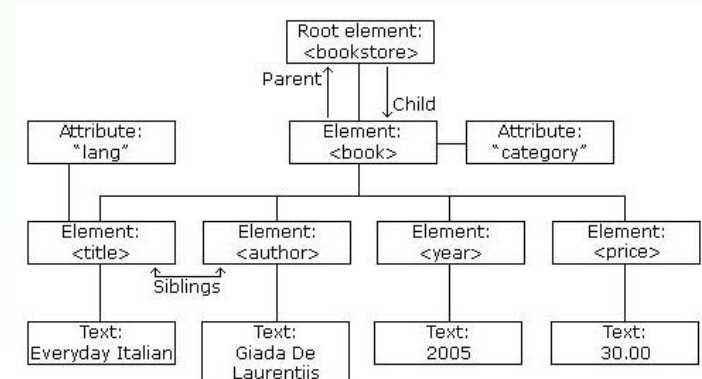 Root element:
<bookstore>
Parent
Child
Attribute:
"lang"
Element:
<book>
Attribute:
"category"
Element:
<title>
Element:
<author>
Element:
<year>
Element:
<price>
Siblings
Text:
Everyday Italian
Text:
Giada De
Laurentiis
Text:
2005
Text:
30.00